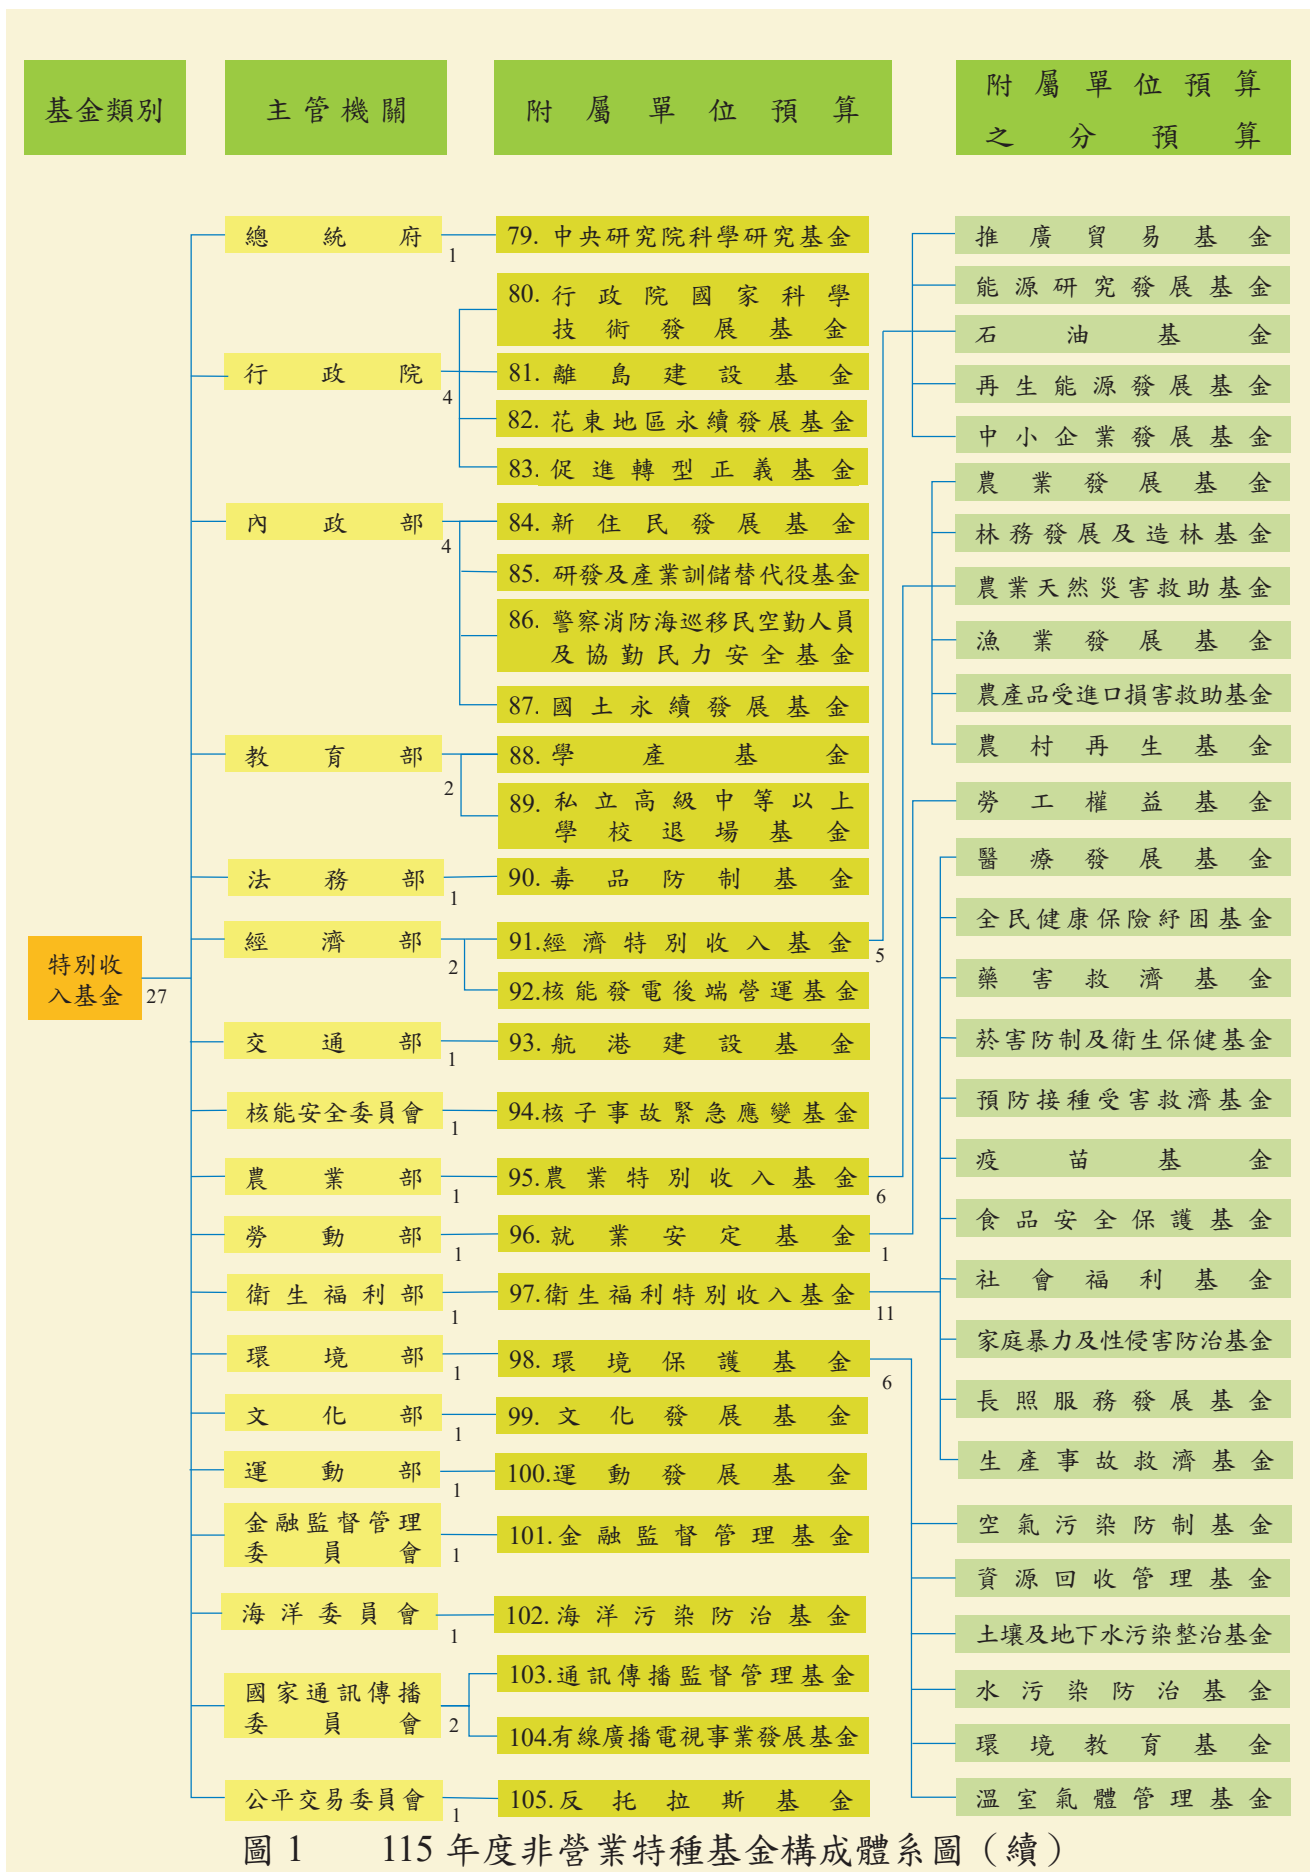 基金類別
主管機關
附屬單位預算
附屬單位預算
之分預算
特別收
入基金
27
總統府
1
79. 中央研究院科學研究基金
行政院
4
80. 行政院國家科學
技術發展基金
81. 離島建設基金
82. 花東地區永續發展基金
83. 促進轉型正義基金
內政部
4
84. 新住民發展基金
85. 研發及產業訓儲替代役基金
86. 警察消防海巡移民空勤人員
及協勤民力安全基金
87. 國土永續發展基金
教育部
2
88. 學產基金
89. 私立高級中等以上
學校退場基金
法務部
1
90. 毒品防制基金
經濟部
2
91.經濟特別收入基金
5
92.核能發電後端營運基金
交通部
1
93. 航港建設基金
核能安全委員會
1
94.核子事故緊急應變基金
農業部
1
95.農業特別收入基金
6
勞動部
1
96. 就業安定基金
1
衛生福利部
1
97.衛生福利特別收入基金
11
環境部
1
98. 環境保護基金
6
文化部
1
99. 文化發展基金
運動部
1
100.運動發展基金
金融監督管理
委員會
1
101.金融監督管理基金
海洋委員會
1
102.海洋污染防治基金
國家通訊傳播
委員會
2
103.通訊傳播監督管理基金
104.有線廣播電視事業發展基金
公平交易委員會
1
105.反托拉斯基金
推廣貿易基金
能源研究發展基金
石油基金
再生能源發展基金
中小企業發展基金
農業發展基金
林務發展及造林基金
農業天然災害救助基金
漁業發展基金
農產品受進口損害救助基金
農村再生基金
勞工權益基金
醫療發展基金
全民健康保險紓困基金
藥害救濟基金
菸害防制及衛生保健基金
預防接種受害救濟基金
疫苗基金
食品安全保護基金
社會福利基金
家庭暴力及性侵害防治基金
長照服務發展基金
生產事故救濟基金
空氣污染防制基金
資源回收管理基金
土壤及地下水污染整治基金
水污染防治基金
環境教育基金
溫室氣體管理基金
圖 1 115 年度非營業特種基金構成體系圖（續）